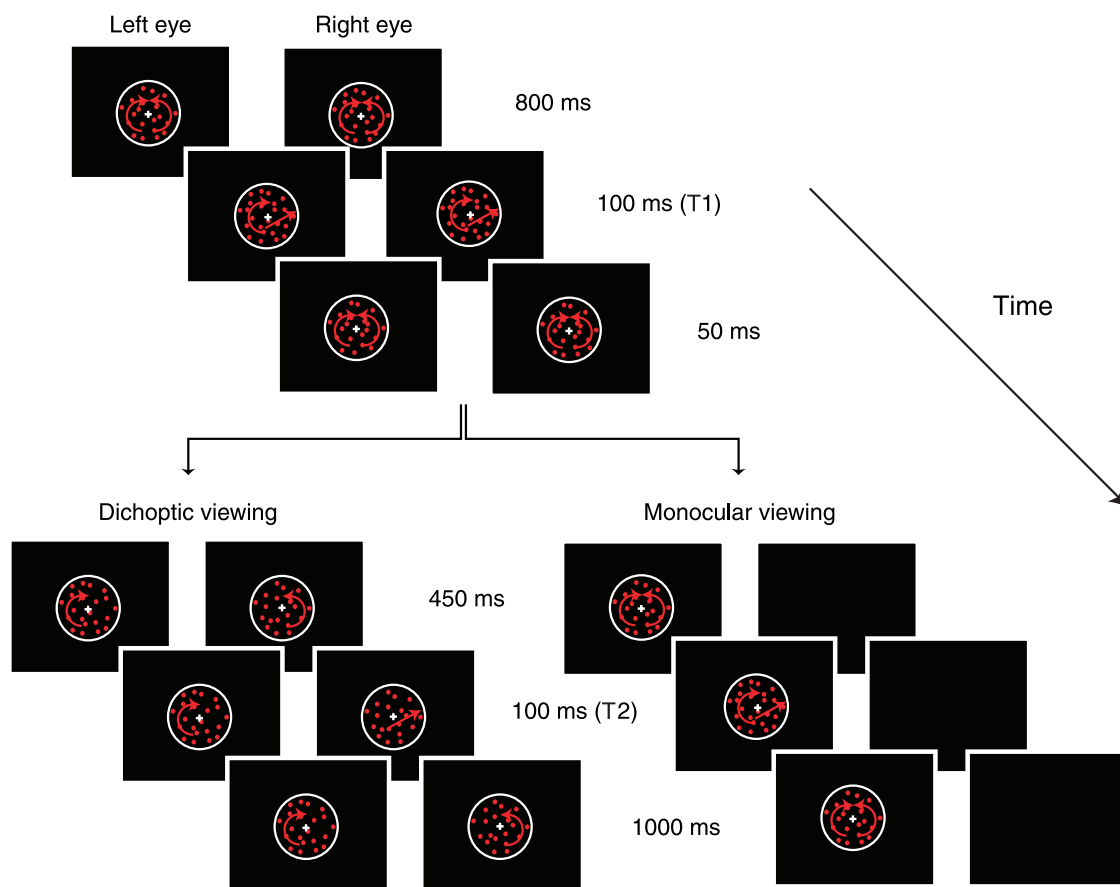 Left eye
Right eye
800 ms
100 ms (T1)
50 ms
Time
Dichoptic viewing
Monocular viewing
450 ms
100 ms (T2)
1000 ms